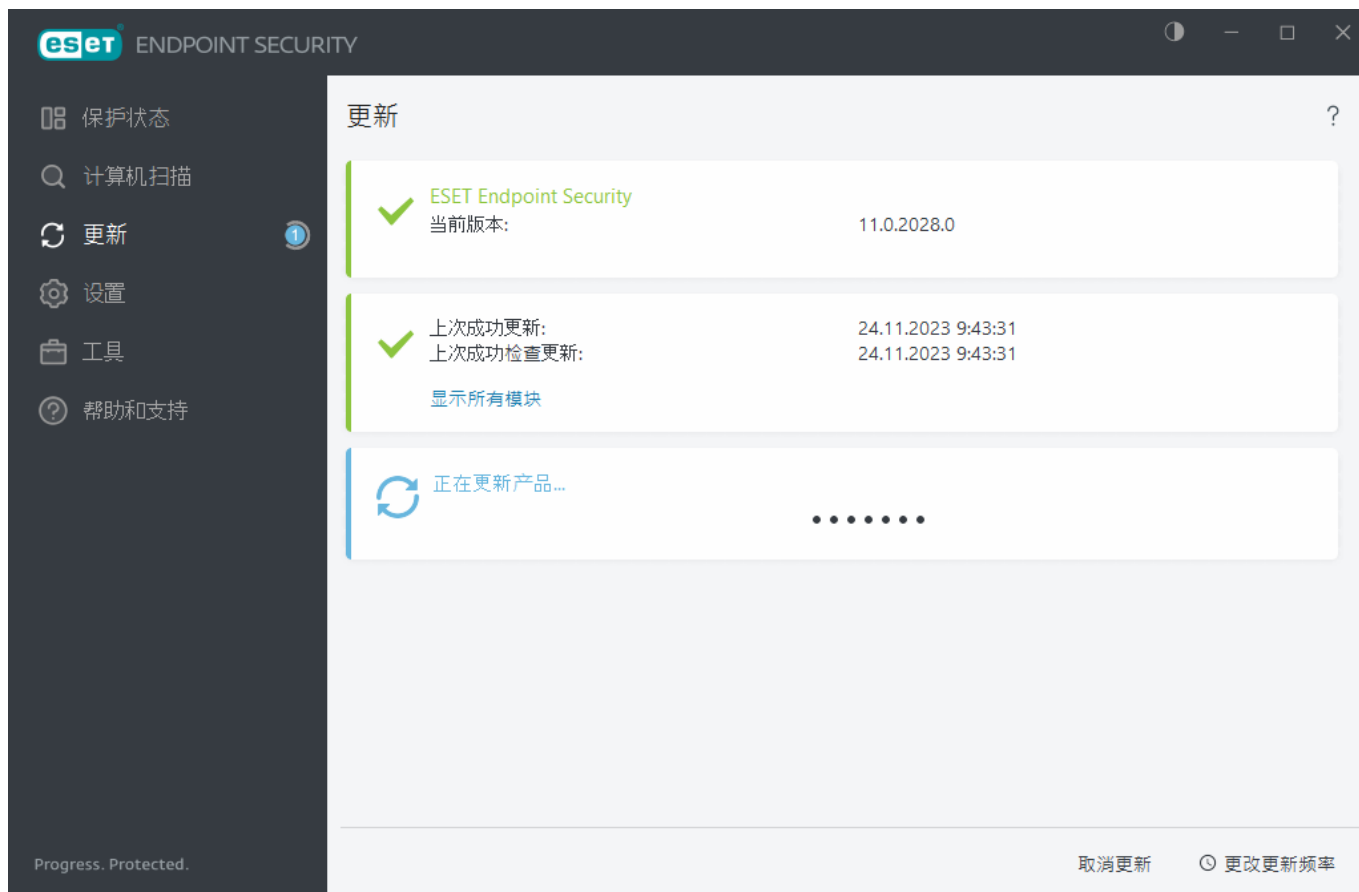 eset ENDPOINT SECURITY
保护状态
计算机扫描
更新
1
设置
工具
帮助和支持
Progress. Protected.
更新
?
ESET Endpoint Security
当前版本: 11.0.2028.0
上次成功更新: 24.11.2023 9:43:31
上次成功检查更新: 24.11.2023 9:43:31
显示所有模块
正在更新产品...
取消更新 更改更新频率